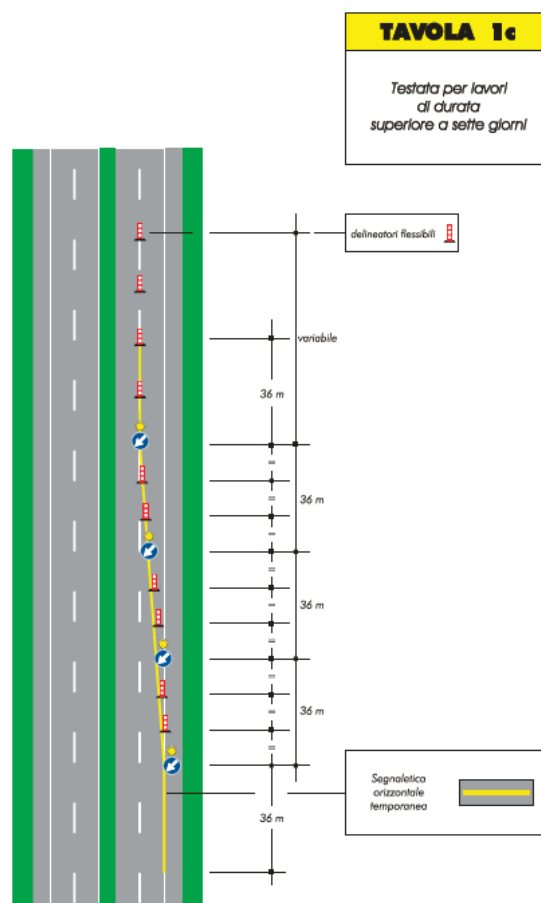 TAVOLA 1c
Testata per lavori
di durata
superiore a sette giorni
delineatori flessibili
variabile
36 m
36 m
36 m
36 m
Segnaletica
orizzontale
temporanea
36 m